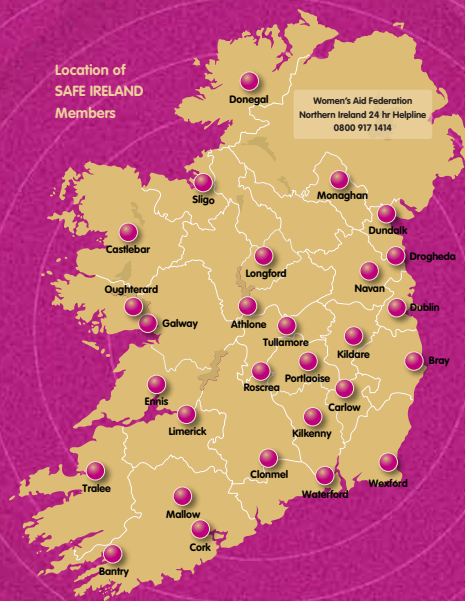 Location of
SAFE IRELAND
Members
Donegal
Women's Aid Federation
Northern Ireland 24 hr Helpline
0800 917 1414
Sligo
Monaghan
Dundalk
Castlebar
Drogheda
Longford
Navan
Oughterard
Galway
Athlone
Dublin
Tullamore
Kildare
Bray
Roscrea
Portlaoise
Ennis
Carlow
Limerick
Kilkenny
Clonmel
Waterford
Wexford
Tralee
Mallow
Cork
Bantry